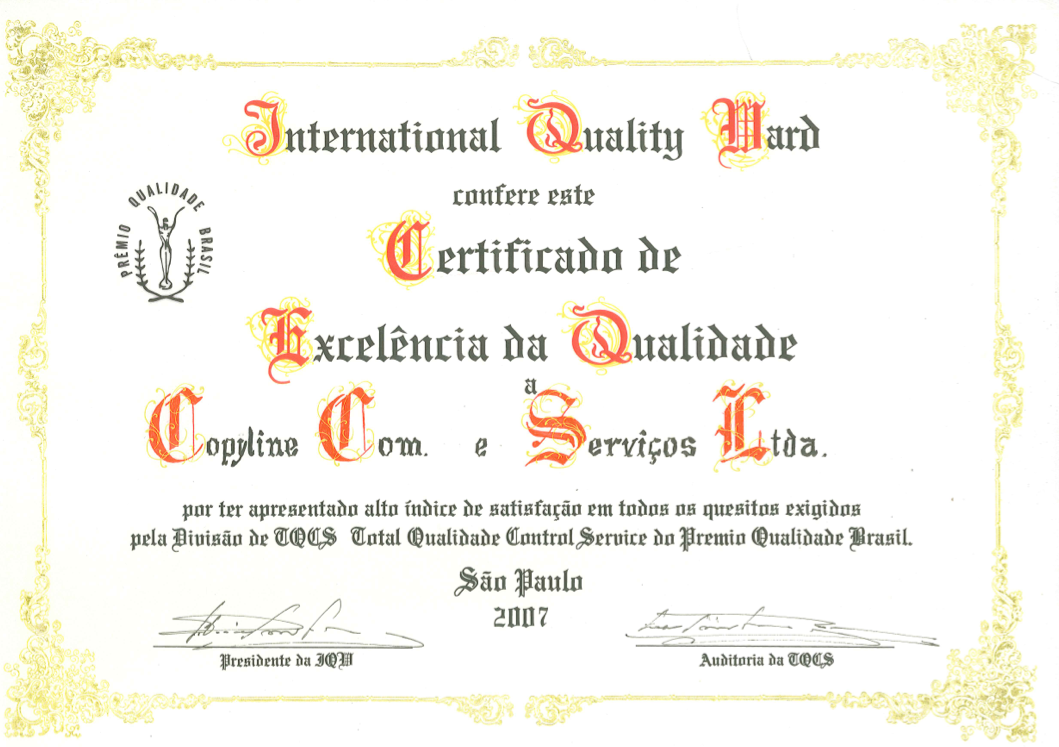 International Quality Ward
confere este
PRÊMIO QUALIDADE BRASIL
Certificado de
Excelência da Qualidade
a
Copyline Com. e Serviços Ltda.
por ter apresentado alto índice de satisfação em todos os quesitos exigidos
pela Divisão de TQCS Total Qualidade Control Service do Premio Qualidade Brasil.
São Paulo
2007
Presidente da IQW
Auditoria da TQCS